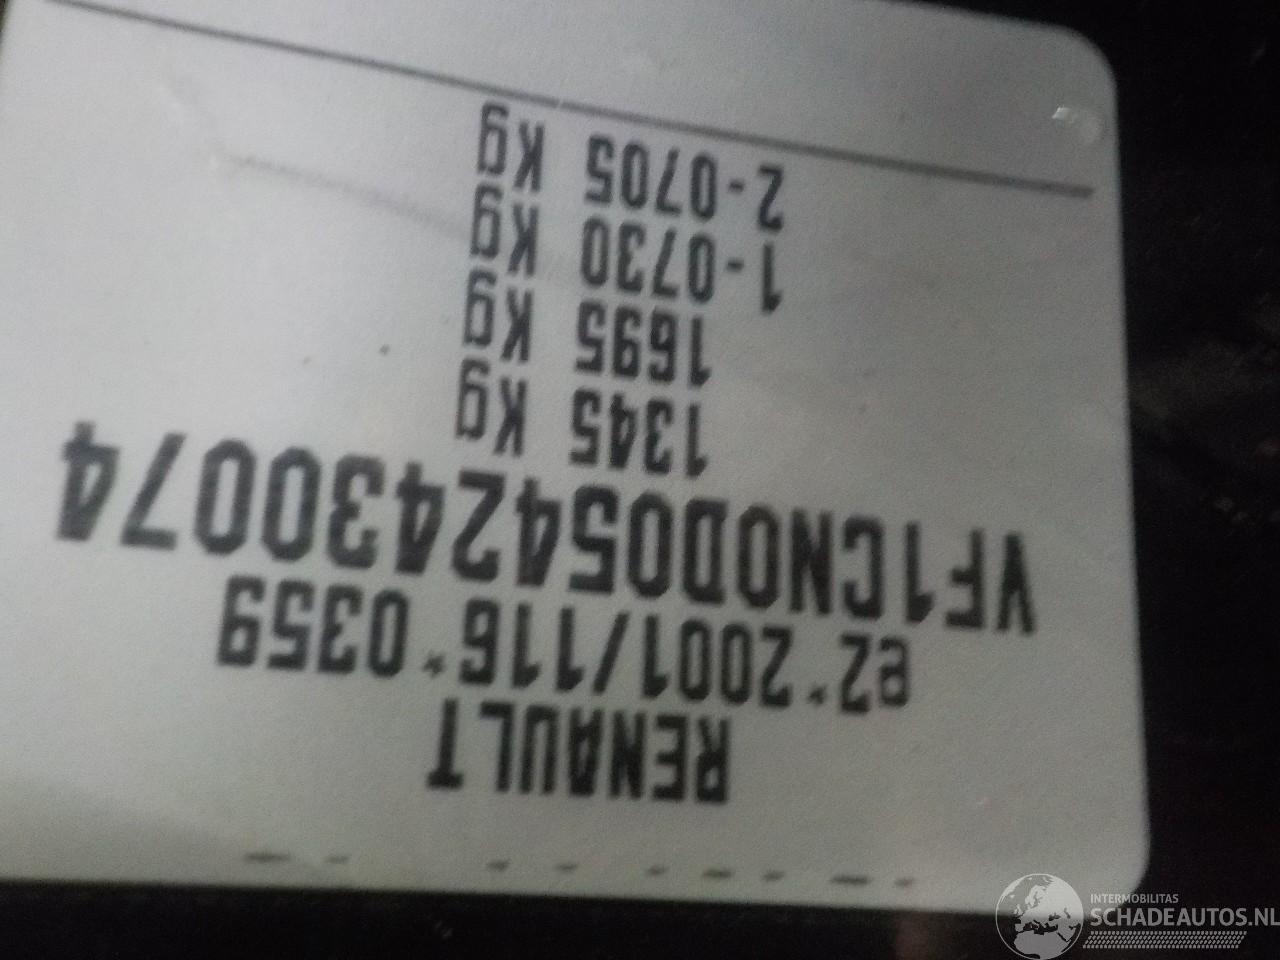 RENAULT
e2*2001/116*0359
VF1CN0D0542430074
1345 Kg
1695 Kg
1-0730 Kg
2-0705 Kg
INTERMOBILITAS
SCHADEAUTOS.NL